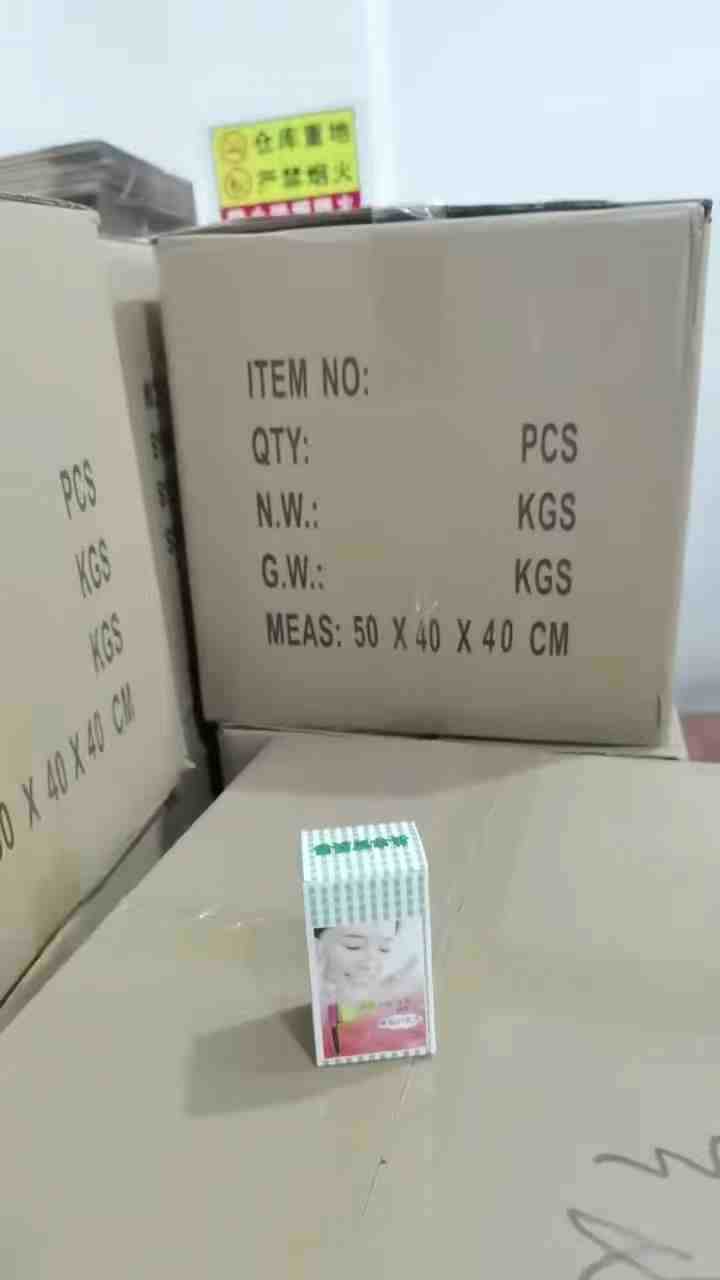 仓库重地
严禁烟火
ITEM NO:
QTY: PCS
N.W.: KGS
G.W.: KGS
MEAS: 50 X 40 X 40 CM
PCS
KGS
KGS
0 X 40 X 40 CM